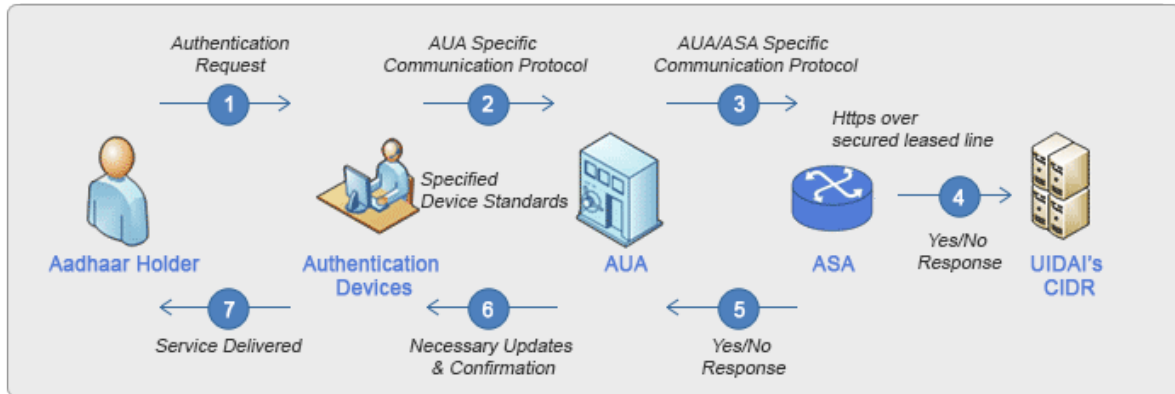 Authentication
Request
1
AUA Specific
Communication Protocol
2
AUA/ASA Specific
Communication Protocol
3
Https over
secured leased line
4
Yes/No
Response
Specified
Device Standards
Aadhaar Holder
Authentication
Devices
AUA
ASA
UIDAI's
CIDR
7
Service Delivered
6
Necessary Updates
& Confirmation
5
Yes/No
Response